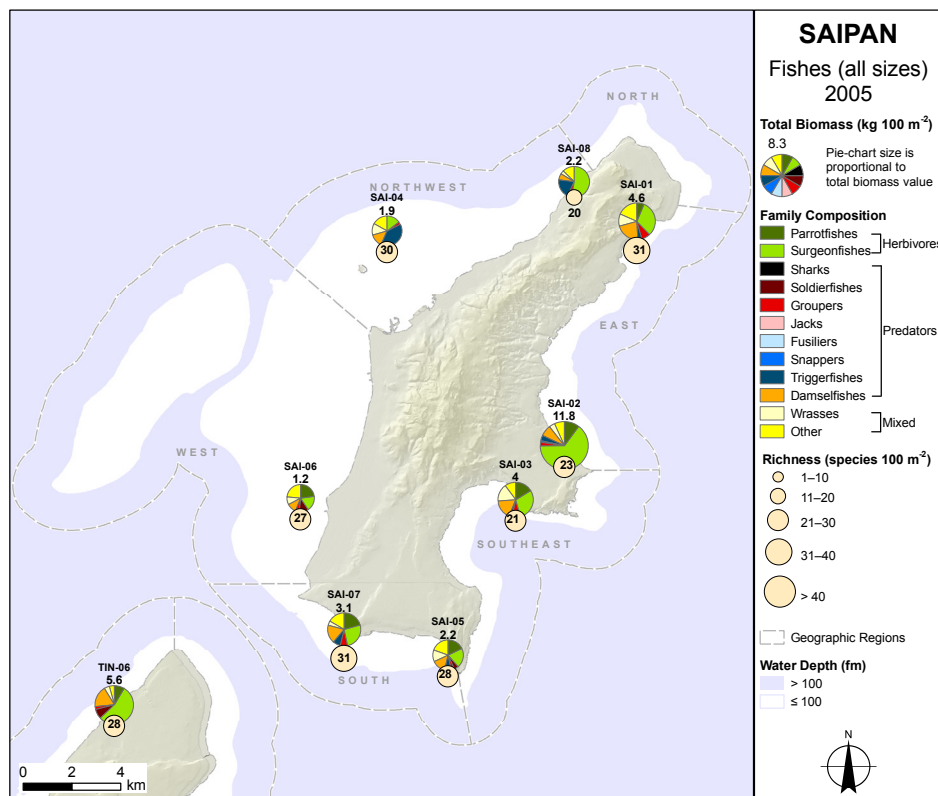 SAIPAN
Fishes (all sizes)
2005
Total Biomass (kg 100 m⁻²)
8.3
Pie-chart size is
proportional to
total biomass value
Family Composition
Parrotfishes
Surgeonfishes
Herbivores
Sharks
Soldierfishes
Groupers
Jacks
Fusiliers
Snappers
Triggerfishes
Damselfishes
Predators
Wrasses
Other
Mixed
Richness (species 100 m⁻²)
1–10
11–20
21–30
31–40
> 40
Geographic Regions
Water Depth (fm)
> 100
≤ 100
N
NORTH
SAI-08
2.2
20
SAI-01
4.6
31
NORTHWEST
SAI-04
1.9
30
EAST
SAI-02
11.8
23
WEST
SAI-06
1.2
27
SAI-03
4
21
SOUTHEAST
SAI-07
3.1
31
SAI-05
2.2
28
SOUTH
TIN-06
5.6
28
0 2 4
km